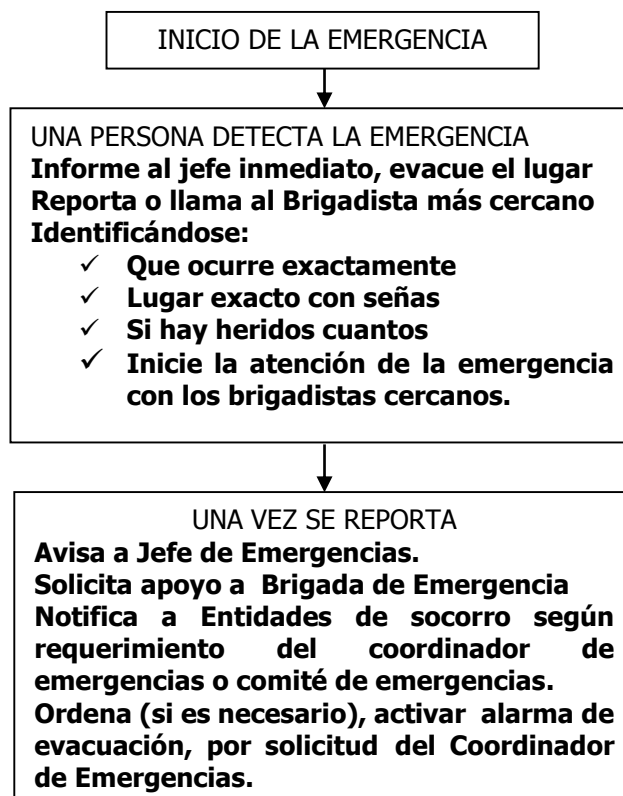 INICIO DE LA EMERGENCIA
UNA PERSONA DETECTA LA EMERGENCIA
Informe al jefe inmediato, evacue el lugar
Reporta o llama al Brigadista más cercano
Identificándose:
✓ Que ocurre exactamente
✓ Lugar exacto con señas
✓ Si hay heridos cuantos
✓ Inicie la atención de la emergencia
con los brigadistas cercanos.
UNA VEZ SE REPORTA
Avisa a Jefe de Emergencias.
Solicita apoyo a Brigada de Emergencia
Notifica a Entidades de socorro según
requerimiento del coordinador de
emergencias o comité de emergencias.
Ordena (si es necesario), activar alarma de
evacuación, por solicitud del Coordinador
de Emergencias.